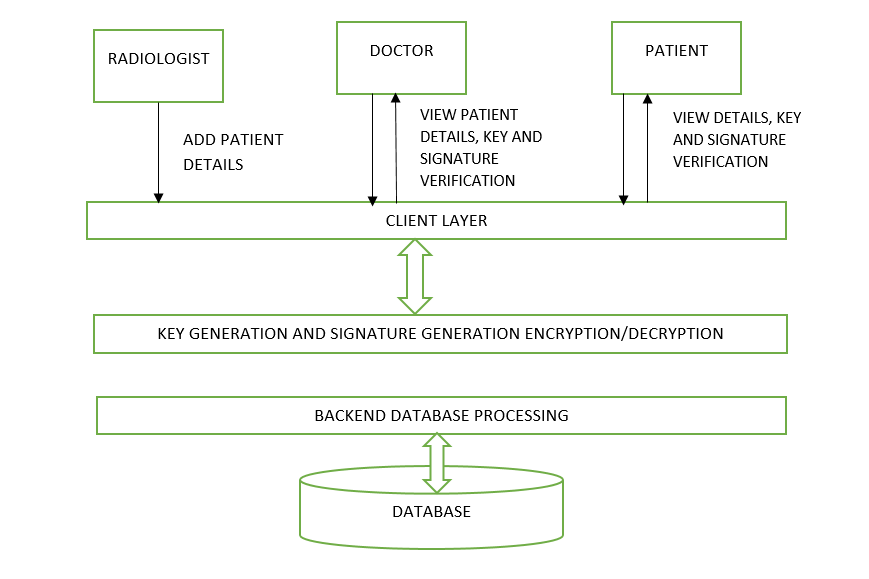 RADIOLOGIST
DOCTOR
PATIENT
ADD PATIENT
DETAILS
VIEW PATIENT
DETAILS, KEY AND
SIGNATURE
VERIFICATION
VIEW DETAILS, KEY
AND SIGNATURE
VERIFICATION
CLIENT LAYER
KEY GENERATION AND SIGNATURE GENERATION ENCRYPTION/DECRYPTION
BACKEND DATABASE PROCESSING
DATABASE